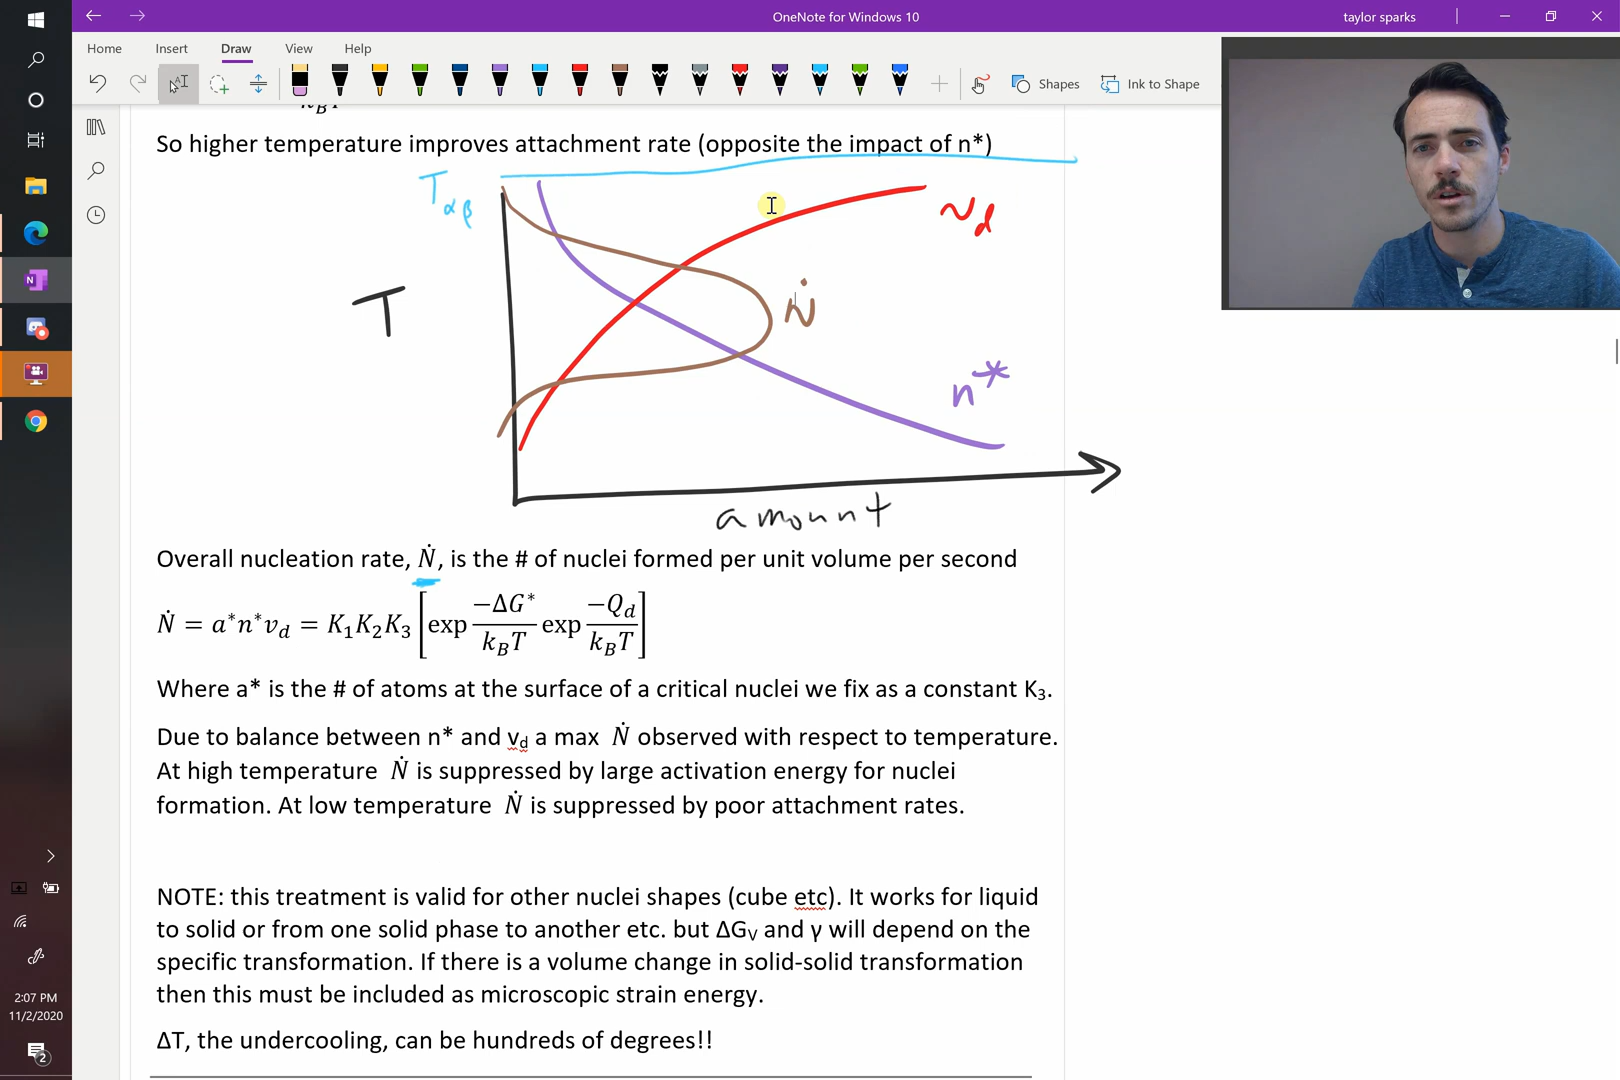 OneNote for Windows 10
taylor sparks
Home Insert Draw View Help
Shapes
Ink to Shape
k_BT
So higher temperature improves attachment rate (opposite the impact of n*)
Tαβ
νd
T
Ṅ
n*
amount
Overall nucleation rate, Ṅ, is the # of nuclei formed per unit volume per second
Ṅ = a*n*v_d = K₁K₂K₃ [exp −ΔG*/k_BT exp −Q_d/k_BT]
Where a* is the # of atoms at the surface of a critical nuclei we fix as a constant K₃.
Due to balance between n* and v_d a max Ṅ observed with respect to temperature.
At high temperature Ṅ is suppressed by large activation energy for nuclei
formation. At low temperature Ṅ is suppressed by poor attachment rates.
NOTE: this treatment is valid for other nuclei shapes (cube etc). It works for liquid
to solid or from one solid phase to another etc. but ΔG_V and γ will depend on the
specific transformation. If there is a volume change in solid-solid transformation
then this must be included as microscopic strain energy.
ΔT, the undercooling, can be hundreds of degrees!!
2:07 PM
11/2/2020
2